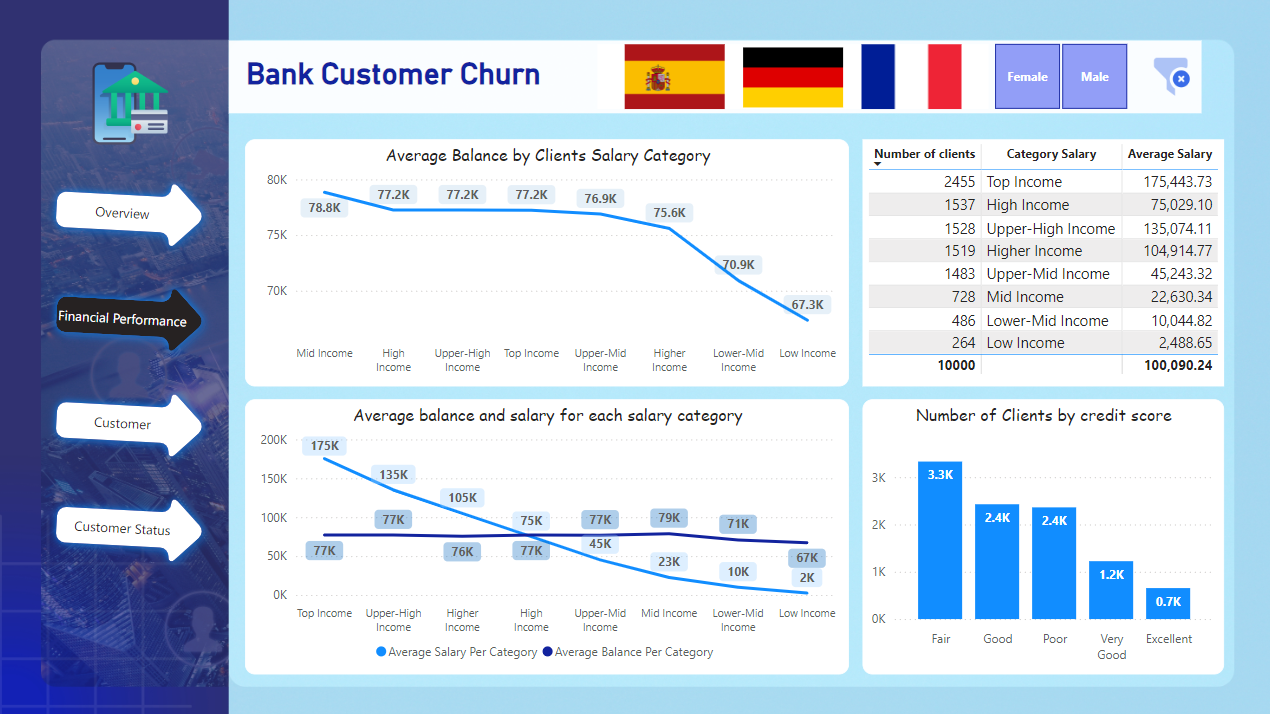 Bank Customer Churn
Female
Male
Overview
Financial Performance
Customer
Customer Status
Average Balance by Clients Salary Category
80K
75K
70K
78.8K
77.2K
77.2K
77.2K
76.9K
75.6K
70.9K
67.3K
Mid Income
High
Income
Upper-High
Income
Top Income
Upper-Mid
Income
Higher
Income
Lower-Mid
Income
Low Income
Number of clients Category Salary Average Salary
2455 Top Income 175,443.73
1537 High Income 75,029.10
1528 Upper-High Income 135,074.11
1519 Higher Income 104,914.77
1483 Upper-Mid Income 45,243.32
728 Mid Income 22,630.34
486 Lower-Mid Income 10,044.82
264 Low Income 2,488.65
10000 100,090.24
Average balance and salary for each salary category
200K
150K
100K
50K
0K
175K
135K
105K
75K
45K
23K
10K
2K
77K
77K
76K
77K
77K
79K
71K
67K
Top Income
Upper-High
Income
Higher
Income
High
Income
Upper-Mid
Income
Mid Income
Lower-Mid
Income
Low Income
Average Salary Per Category Average Balance Per Category
Number of Clients by credit score
3K
2K
1K
0K
3.3K
2.4K
2.4K
1.2K
0.7K
Fair
Good
Poor
Very
Good
Excellent